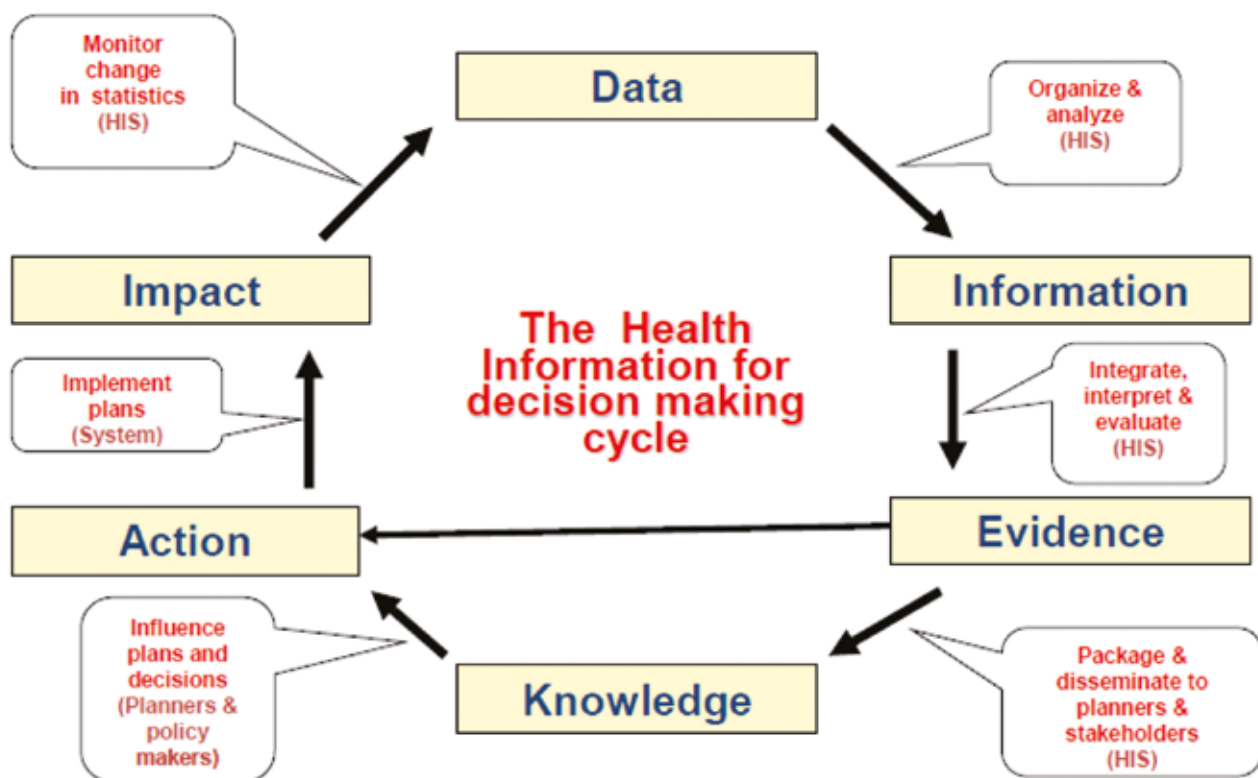 Monitor
change
in statistics
(HIS)
Data
Organize &
analyze
(HIS)
Impact
Information
The Health
Information for
decision making
cycle
Implement
plans
(System)
Integrate,
interpret &
evaluate
(HIS)
Action
Evidence
Influence
plans and
decisions
(Planners &
policy
makers)
Knowledge
Package &
disseminate to
planners &
stakeholders
(HIS)